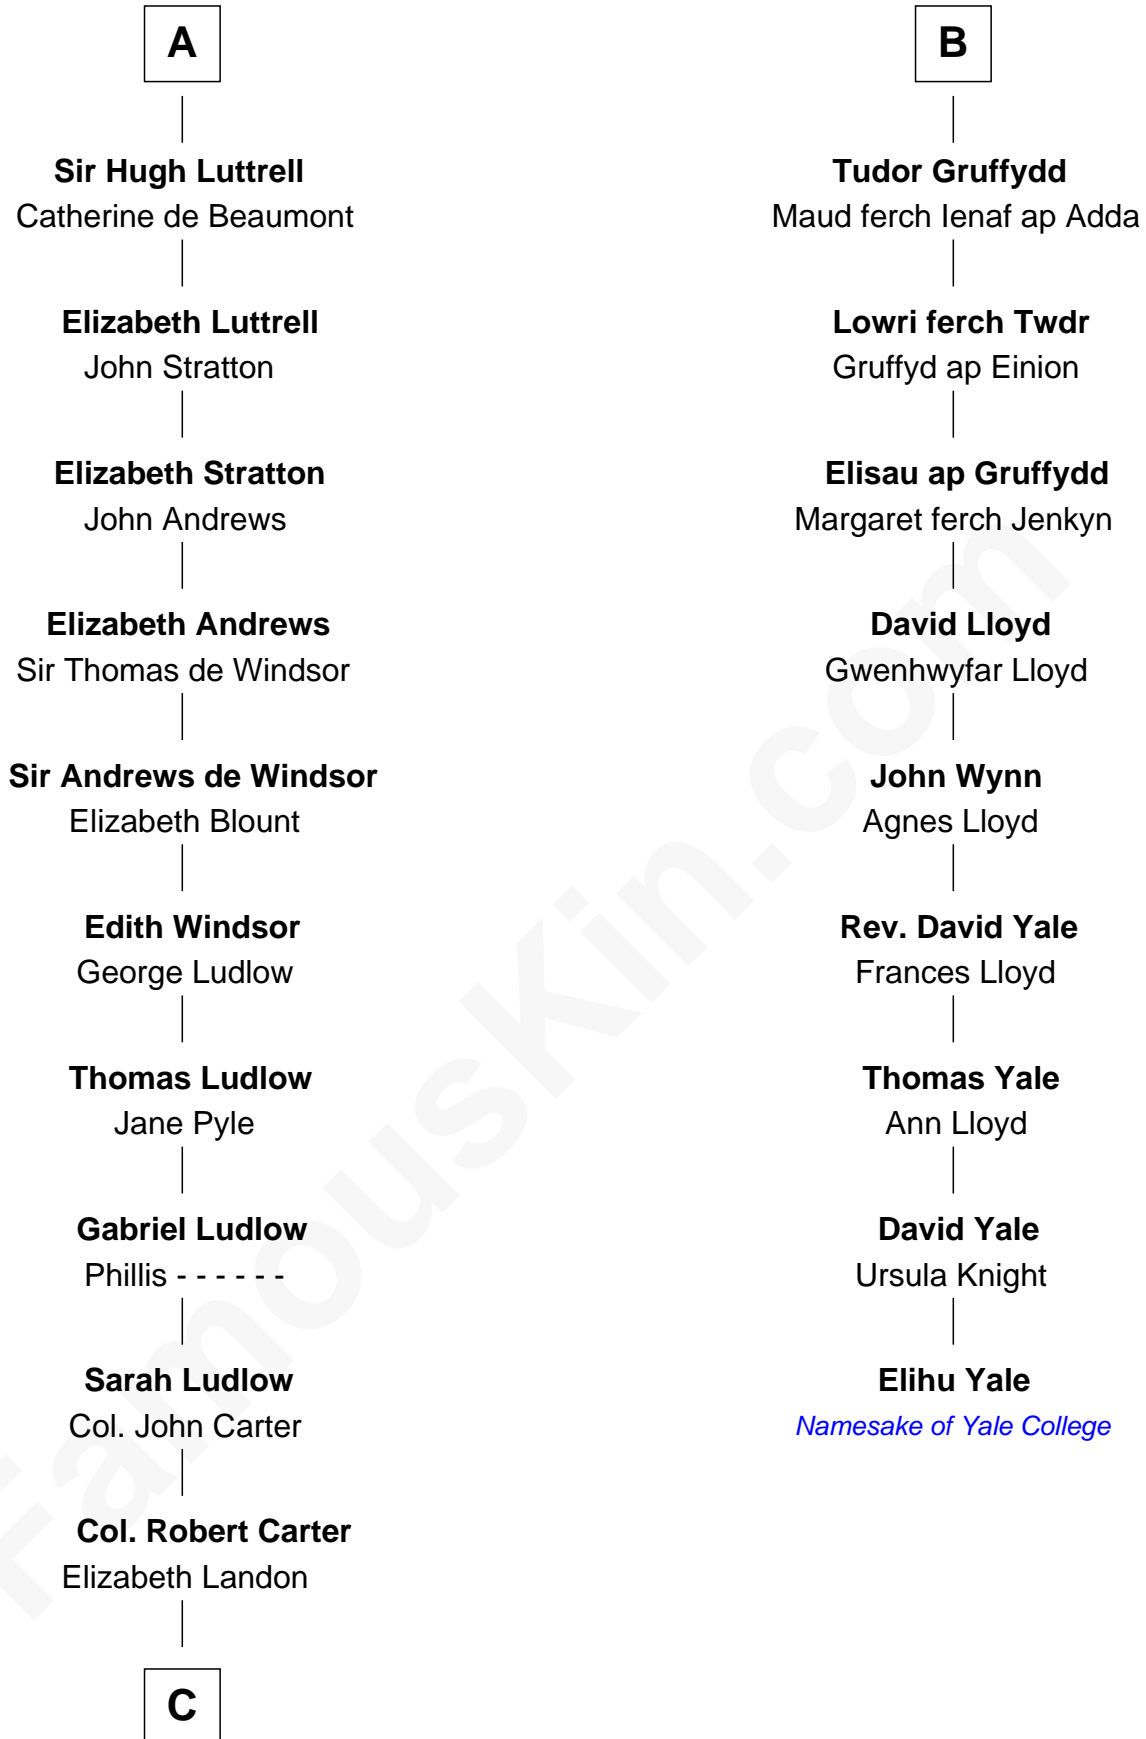 A
Sir Hugh Luttrell
Catherine de Beaumont
Elizabeth Luttrell
John Stratton
Elizabeth Stratton
John Andrews
Elizabeth Andrews
Sir Thomas de Windsor
Sir Andrews de Windsor
Elizabeth Blount
Edith Windsor
George Ludlow
Thomas Ludlow
Jane Pyle
Gabriel Ludlow
Phillis - - - - - -
Sarah Ludlow
Col. John Carter
Col. Robert Carter
Elizabeth Landon
C
B
Tudor Gruffydd
Maud ferch Ienaf ap Adda
Lowri ferch Twdr
Gruffyd ap Einion
Elisau ap Gruffydd
Margaret ferch Jenkyn
David Lloyd
Gwenhwyfar Lloyd
John Wynn
Agnes Lloyd
Rev. David Yale
Frances Lloyd
Thomas Yale
Ann Lloyd
David Yale
Ursula Knight
Elihu Yale
Namesake of Yale College
FamousKin.com